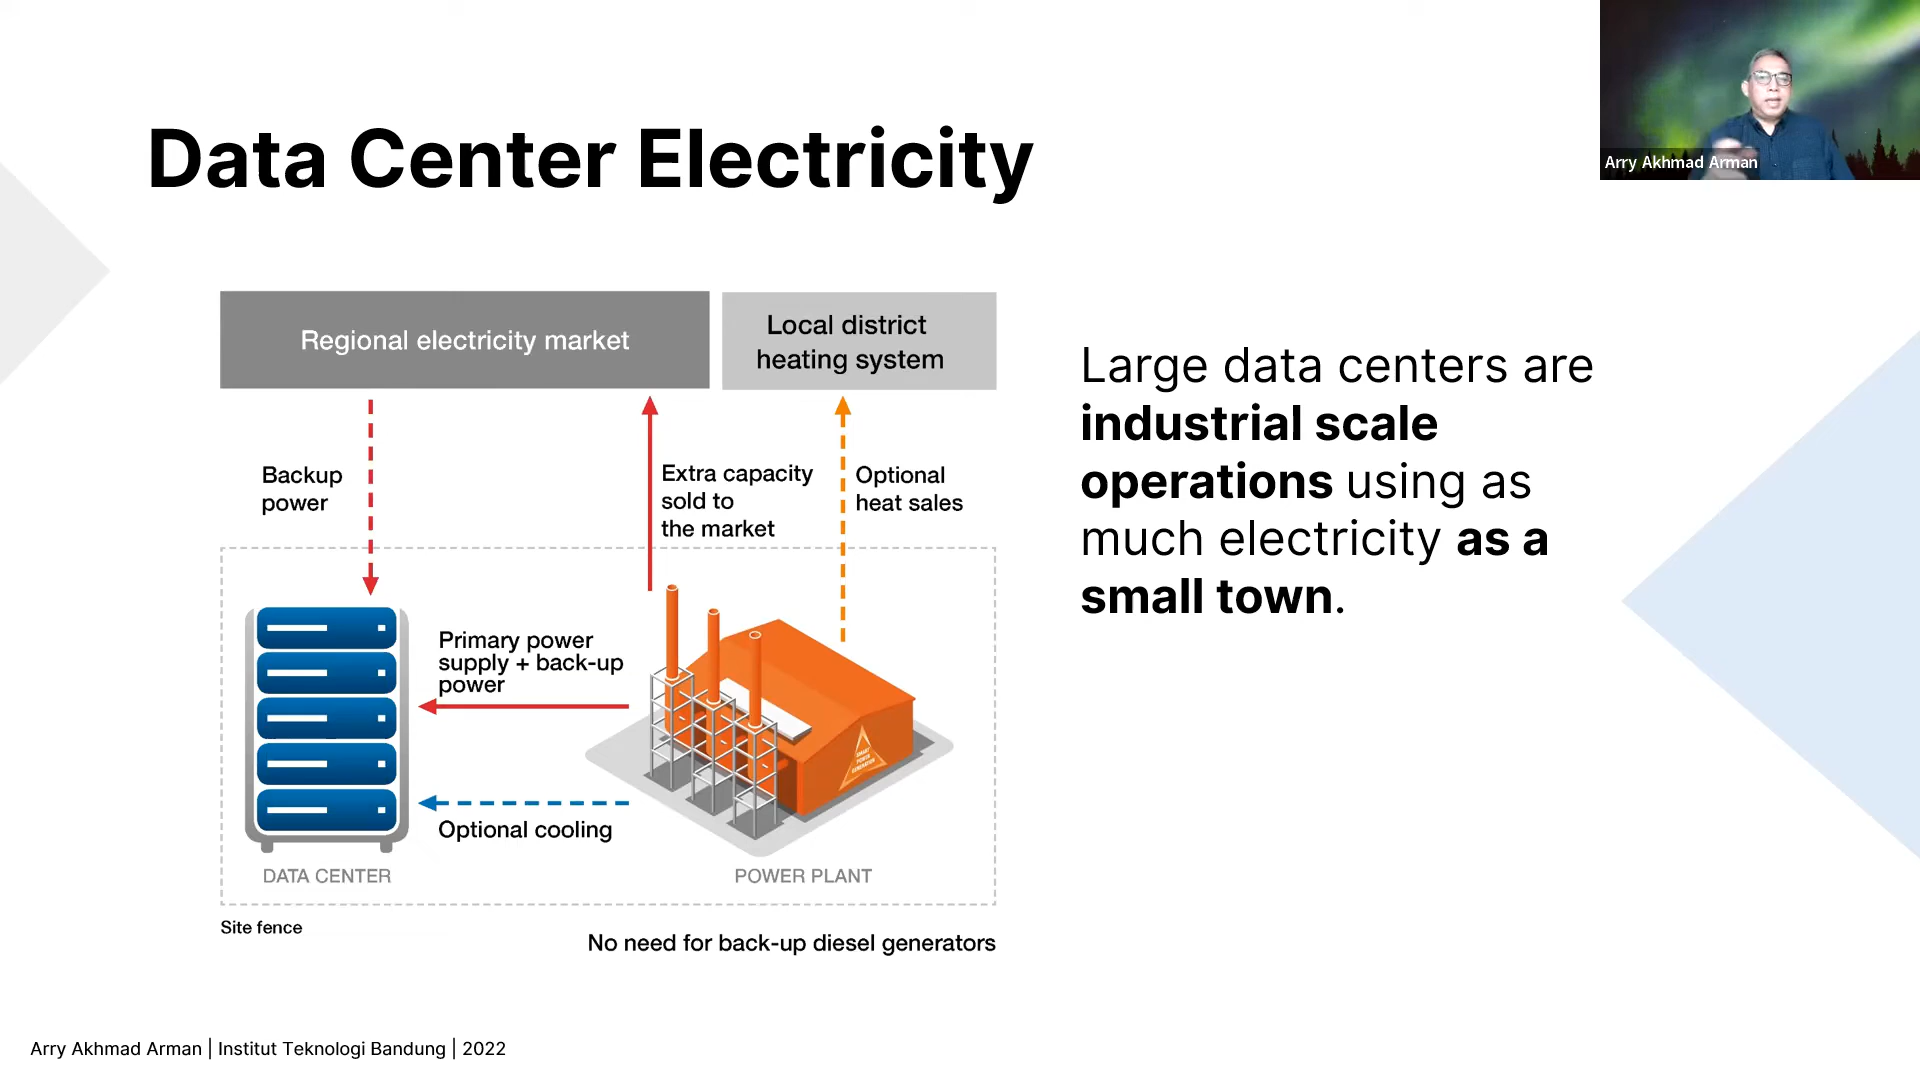 Arry Akhmad Arman
Data Center Electricity
Regional electricity market
Local district
heating system
Backup
power
Extra capacity
sold to
the market
Optional
heat sales
Primary power
supply + back-up
power
Optional cooling
SMART
POWER
GENERATION
DATA CENTER
POWER PLANT
Site fence
No need for back-up diesel generators
Large data centers are
industrial scale
operations using as
much electricity as a
small town.
Arry Akhmad Arman | Institut Teknologi Bandung | 2022